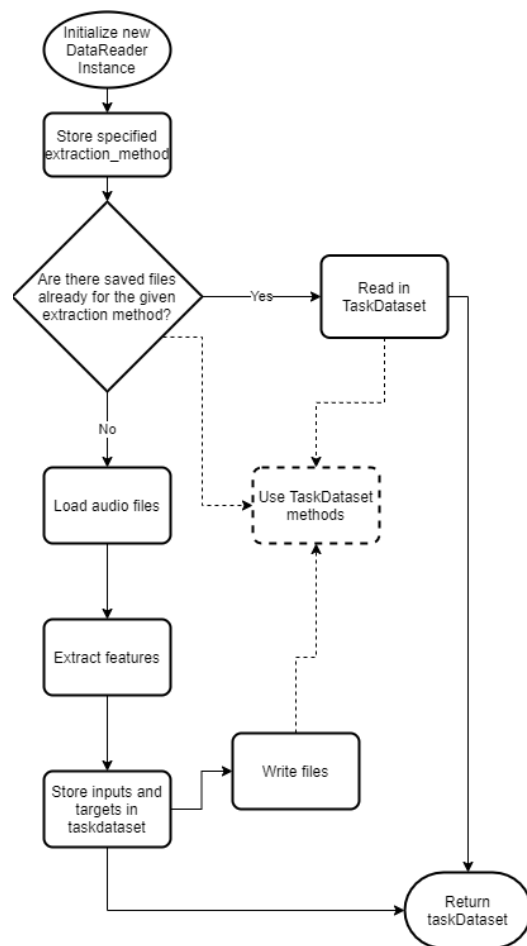 Initialize new
DataReader
Instance
Store specified
extraction_method
Are there saved files
already for the given
extraction method?
Yes
Read in
TaskDataset
No
Use TaskDataset
methods
Load audio files
Extract features
Write files
Store inputs and
targets in
taskdataset
Return
taskDataset